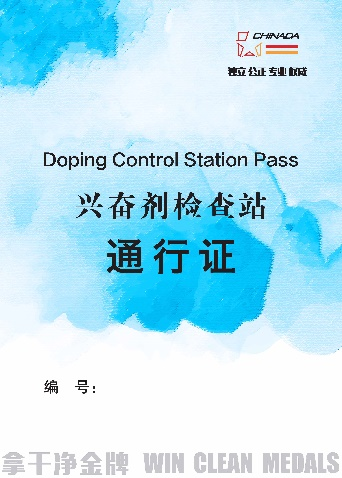 CHINADA
独立 公正 专业 权威
Doping Control Station Pass
兴奋剂检查站
通行证
编 号：
拿干净金牌 WIN CLEAN MEDALS